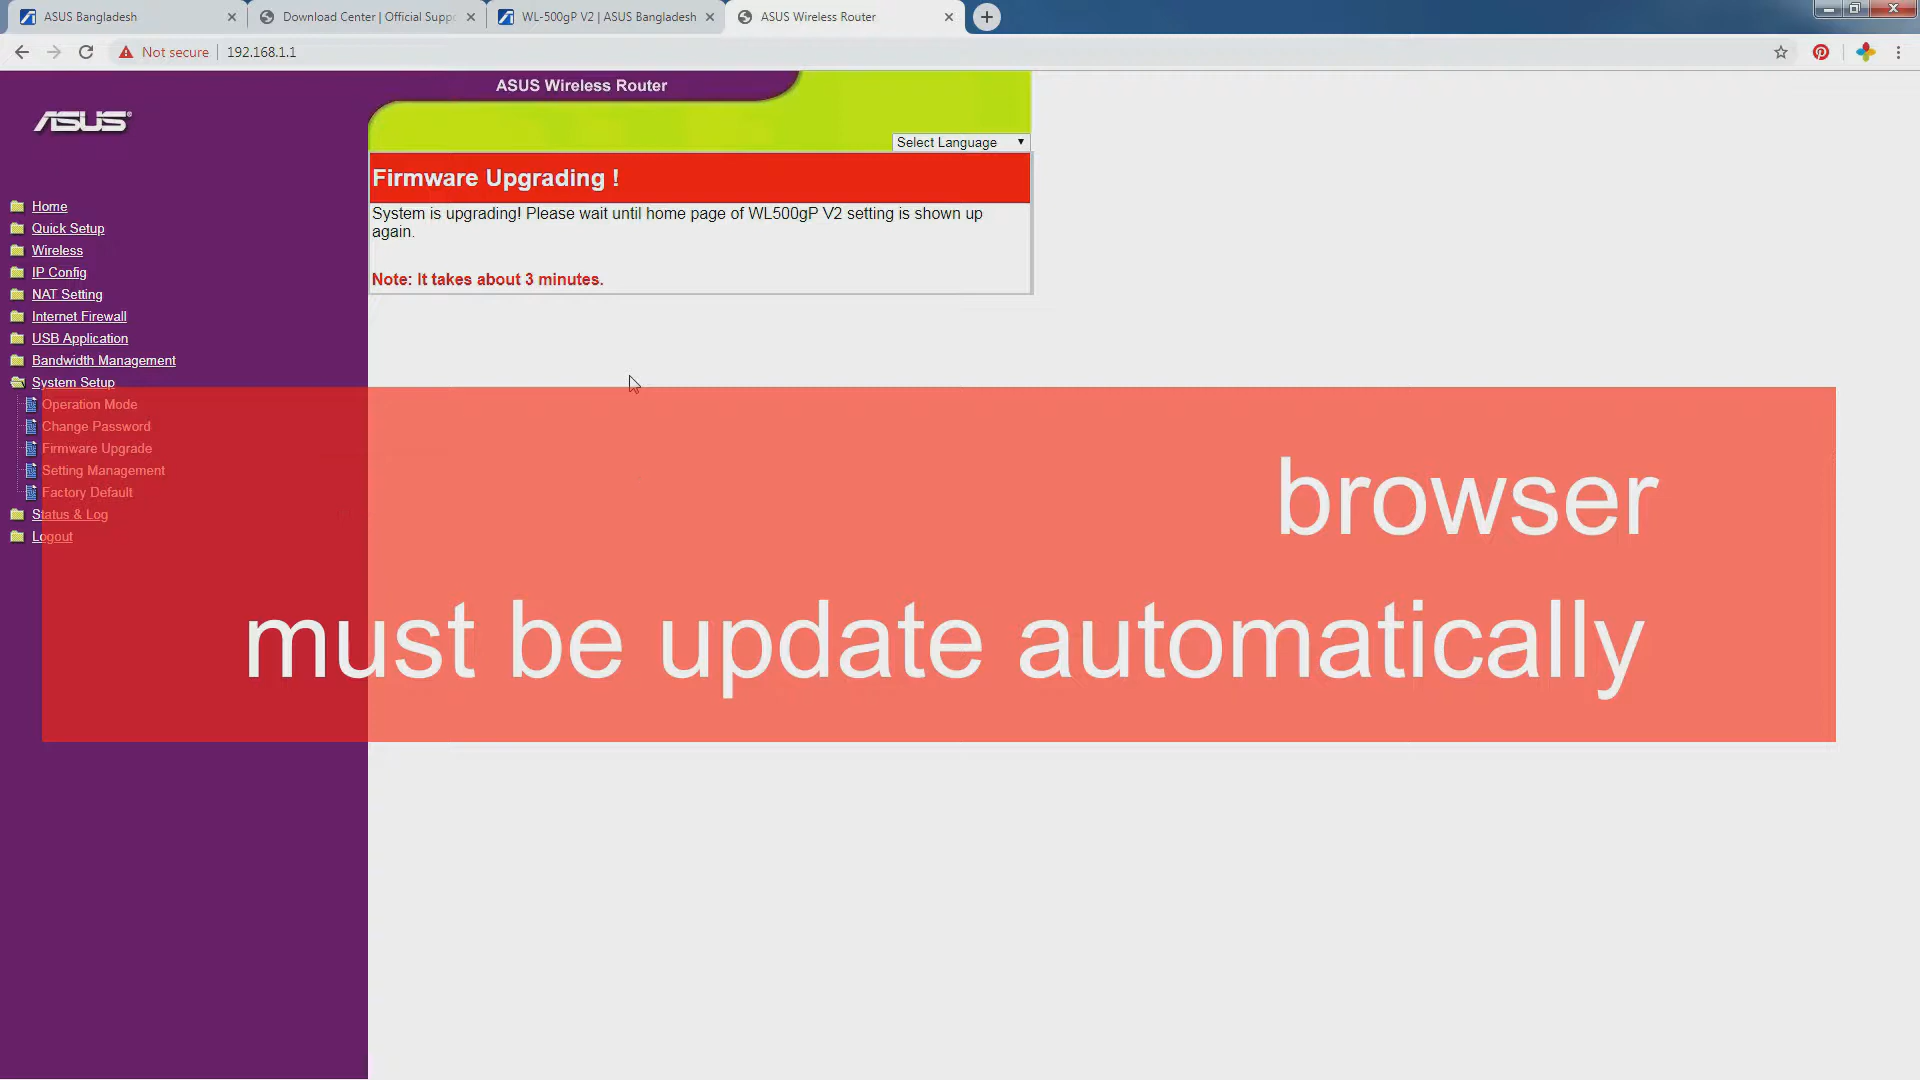 ASUS Bangladesh
Download Center | Official Suppo
WL-500gP V2 | ASUS Bangladesh
ASUS Wireless Router
Not secure
192.168.1.1
ASUS Wireless Router
ASUS
Select Language
Firmware Upgrading !
System is upgrading! Please wait until home page of WL500gP V2 setting is shown up
again.
Note: It takes about 3 minutes.
Home
Quick Setup
Wireless
IP Config
NAT Setting
Internet Firewall
USB Application
Bandwidth Management
System Setup
Operation Mode
Change Password
Firmware Upgrade
Setting Management
Factory Default
Status & Log
Logout
browser
must be update automatically